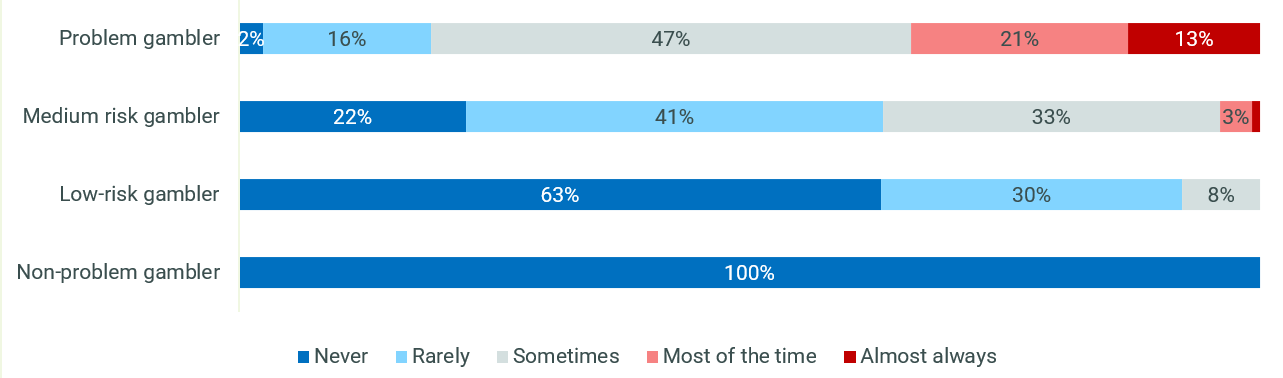 Problem gambler 2% 16% 47% 21% 13%
Medium risk gambler 22% 41% 33% 3%
Low-risk gambler 63% 30% 8%
Non-problem gambler 100%
Never Rarely Sometimes Most of the time Almost always